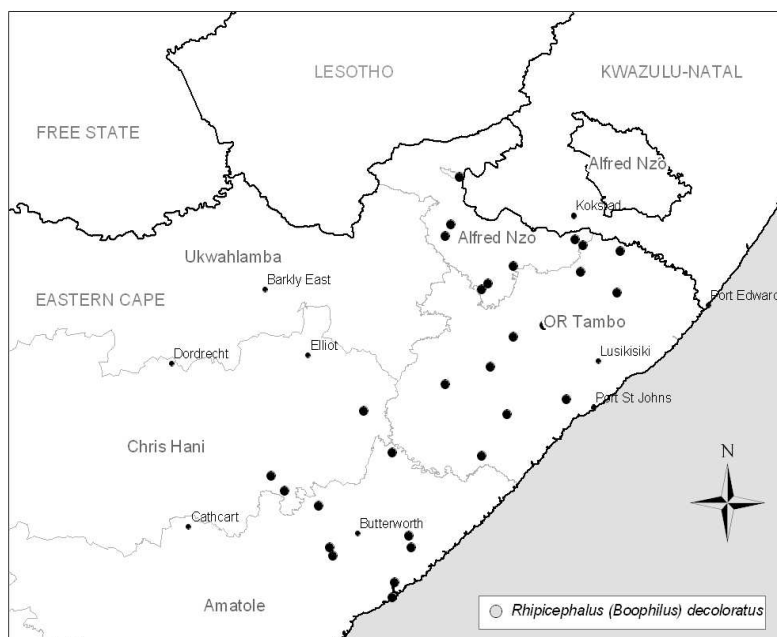 LESOTHO
KWAZULU-NATAL
FREE STATE
Alfred Nzo
Kokstad
Alfred Nzo
Ukwahlamba
Barkly East
EASTERN CAPE
Port Edward
OR Tambo
Elliot
Dordrecht
Lusikisiki
Port St Johns
Chris Hani
N
Cathcart
Butterworth
Amatole
Rhipicephalus (Boophilus) decoloratus